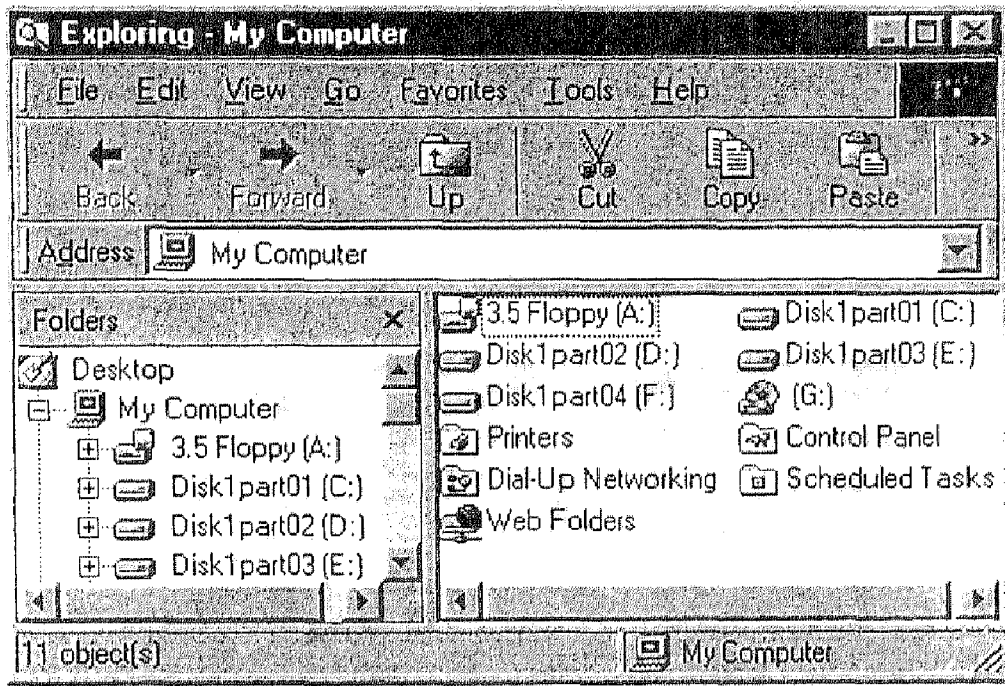 Exploring - My Computer
File Edit View Go Favorites Tools Help
Back Forward Up Cut Copy Paste »
Address My Computer
Folders
Desktop
My Computer
3.5 Floppy (A:)
Disk1part01 (C:)
Disk1part02 (D:)
Disk1part03 (E:)
3.5 Floppy (A:) Disk1part01 (C:)
Disk1part02 (D:) Disk1part03 (E:)
Disk1part04 (F:) (G:)
Printers Control Panel
Dial-Up Networking Scheduled Tasks
Web Folders
11 object(s) My Computer